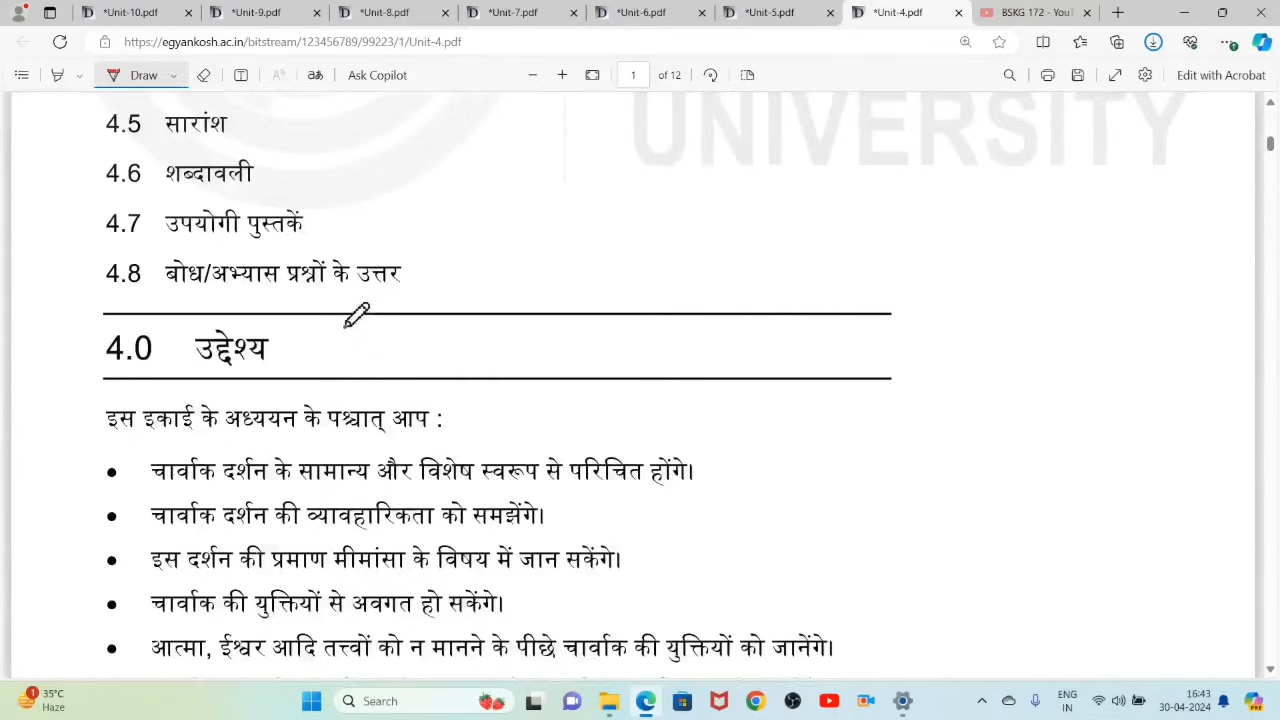 *Unit-10.pdf
*Unit-9.pdf
*Unit-8.pdf
*Unit-7.pdf
*Unit-6.pdf
*Unit-5.pdf
*Unit-4.pdf
BSKG 172 - You
https://egyankosh.ac.in/bitstream/123456789/99223/1/Unit-4.pdf
Draw
Ask Copilot
1 of 12
Edit with Acrobat
UNIVERSITY
4.5 सारांश
4.6 शब्दावली
4.7 उपयोगी पुस्तकें
4.8 बोध/अभ्यास प्रश्नों के उत्तर
4.0 उद्देश्य
इस इकाई के अध्ययन के पश्चात् आप :
• चार्वाक दर्शन के सामान्य और विशेष स्वरूप से परिचित होंगे।
• चार्वाक दर्शन की व्यावहारिकता को समझेंगे।
• इस दर्शन की प्रमाण मीमांसा के विषय में जान सकेंगे।
• चार्वाक की युक्तियों से अवगत हो सकेंगे।
• आत्मा, ईश्वर आदि तत्त्वों को न मानने के पीछे चार्वाक की युक्तियों को जानेंगे।
1
35°C
Haze
Search
ENG
IN
16:43
30-04-2024